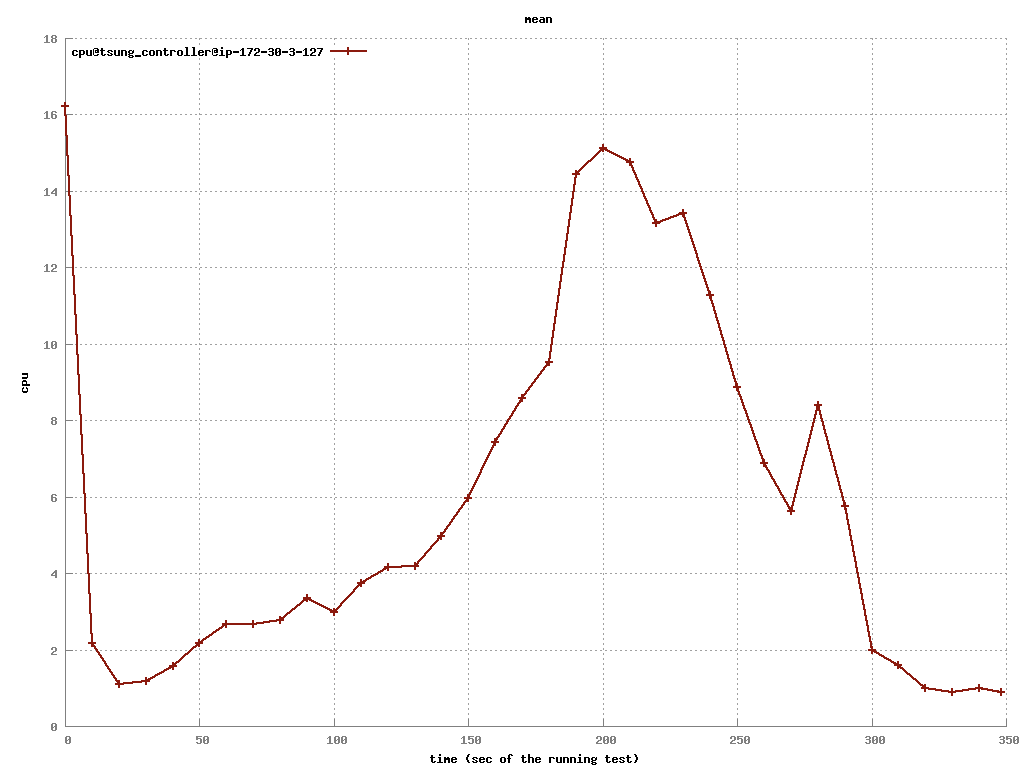 mean
cpu@tsung_controller@ip-172-30-3-127
18
16
14
12
10
8
6
4
2
0
cpu
0 50 100 150 200 250 300 350
time (sec of the running test)